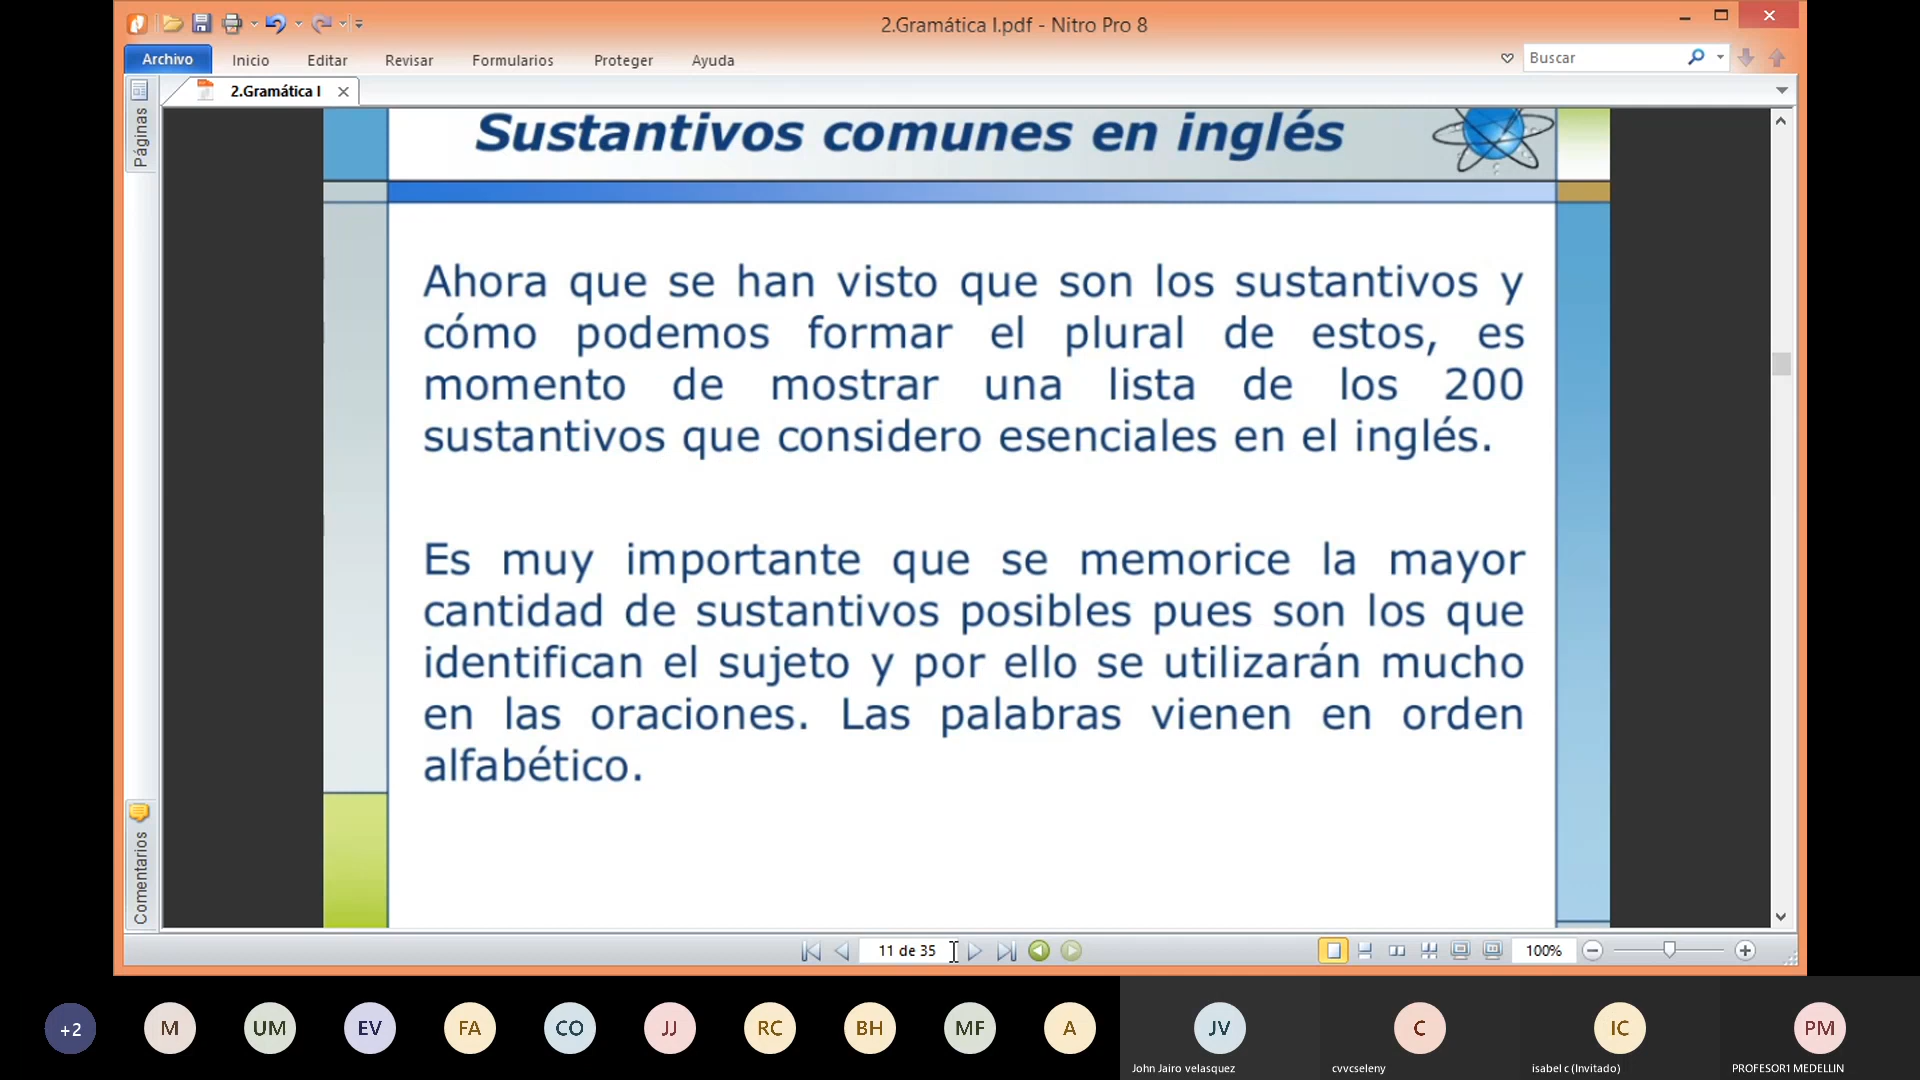 2.Gramática I.pdf - Nitro Pro 8
Archivo
Inicio
Editar
Revisar
Formularios
Proteger
Ayuda
Buscar
2.Gramática I
Páginas
Sustantivos comunes en inglés
Ahora que se han visto que son los sustantivos y
cómo podemos formar el plural de estos, es
momento de mostrar una lista de los 200
sustantivos que considero esenciales en el inglés.
Es muy importante que se memorice la mayor
cantidad de sustantivos posibles pues son los que
identifican el sujeto y por ello se utilizarán mucho
en las oraciones. Las palabras vienen en orden
alfabético.
Comentarios
11 de 35
100%
+2
M
UM
EV
FA
CO
JJ
RC
BH
MF
A
JV
C
IC
PM
John Jairo velasquez
cvvcseleny
isabel c (Invitado)
PROFESOR1 MEDELLIN